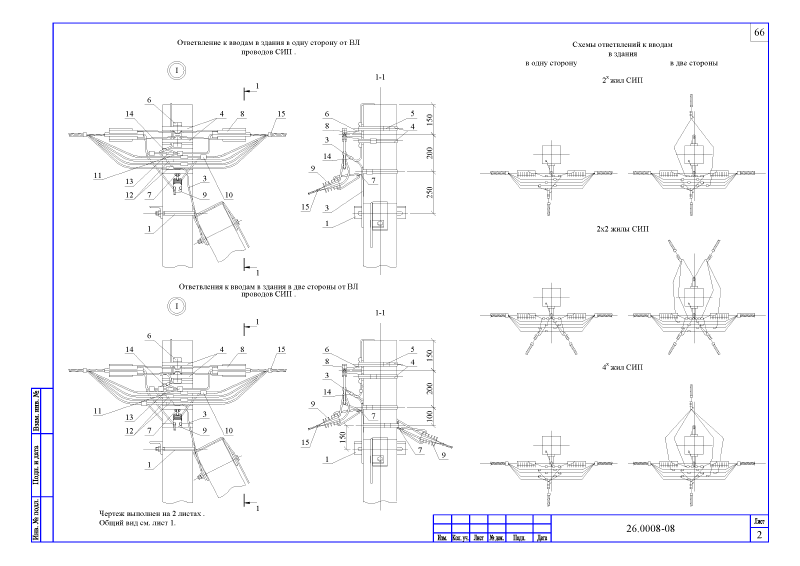 66
Ответвление к вводам в здания в одну сторону от ВЛ
проводов СИП .
1
1
1-1
6
14
4
8
15
11
13
12
7
3
9
10
1
1
6
8
3
14
9
15
3
1
5
4
7
150
200
250
Ответвления к вводам в здания в две стороны от ВЛ
проводов СИП .
1
1
1-1
6
14
4
8
15
11
13
12
7
3
9
10
1
1
6
8
3
14
9
15
1
5
4
7
7
9
150
200
100
150
Схемы ответвлений к вводам
в здания
в одну сторону
в две стороны
2х жил СИП
2х2 жилы СИП
4х жил СИП
Чертеж выполнен на 2 листах .
Общий вид см. лист 1.
Взам. инв. №
Подп. и дата
Инв. № подл.
Изм.
Кол. уч.
Лист
№ док.
Подп.
Дата
26.0008-08
Лист
2